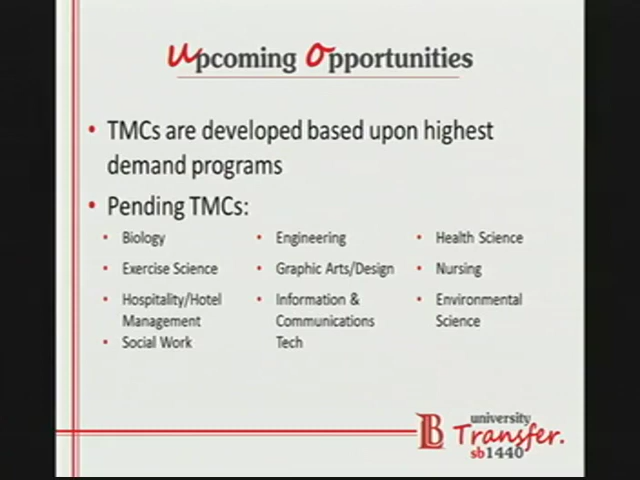 Upcoming Opportunities
• TMCs are developed based upon highest
demand programs
• Pending TMCs:
• Biology
• Exercise Science
• Hospitality/Hotel
Management
• Social Work
• Engineering
• Graphic Arts/Design
• Information &
Communications
Tech
• Health Science
• Nursing
• Environmental
Science
B
university
Transfer.
sb1440